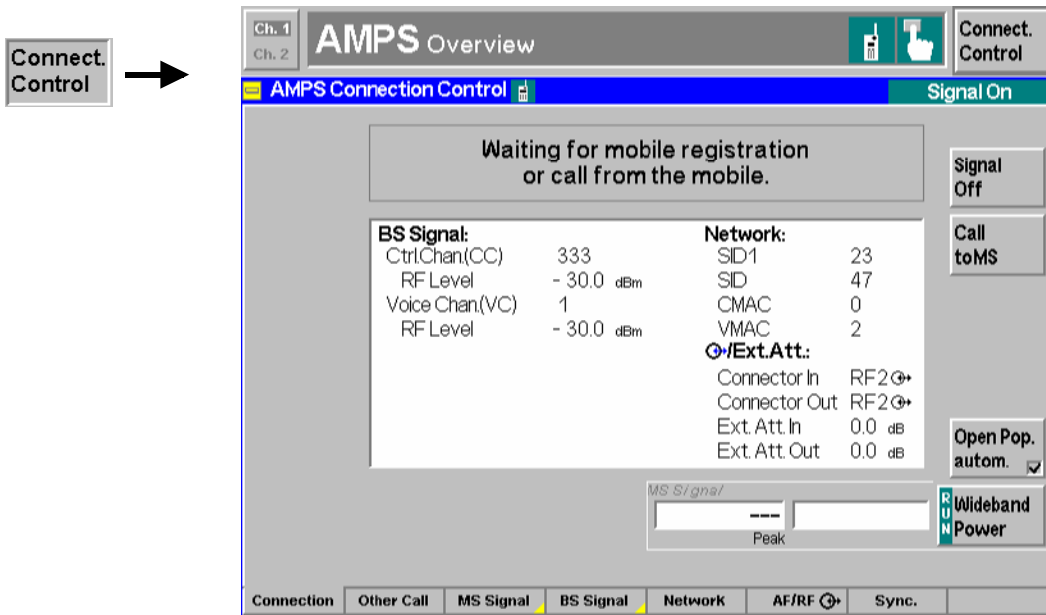 Connect.
Control
Ch. 1
Ch. 2
AMPS Overview
Connect.
Control
AMPS Connection Control
Signal On
Waiting for mobile registration
or call from the mobile.
Signal
Off
Call
to MS
BS Signal:
Ctrl.Chan.(CC) 333
RF Level - 30.0 dBm
Voice Chan.(VC) 1
RF Level - 30.0 dBm
Network:
SID1 23
SID 47
CMAC 0
VMAC 2
/Ext.Att.:
Connector In RF2
Connector Out RF2
Ext. Att. In 0.0 dB
Ext. Att. Out 0.0 dB
Open Pop.
autom.
MS Signal
---
Peak
RUN
Wideband
Power
Connection Other Call MS Signal BS Signal Network AF/RF Sync.